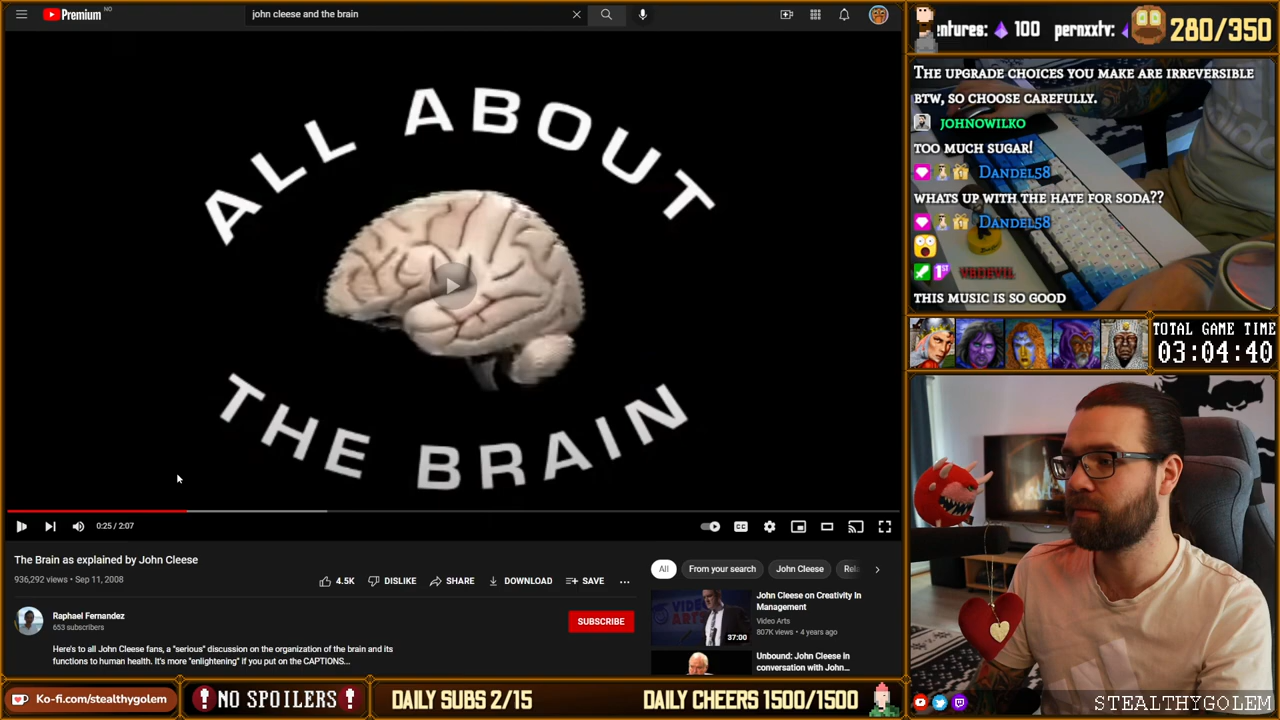 Premium NO
john cleese and the brain
ALL ABOUT
THE BRAIN
0:25 / 2:07
CC
The Brain as explained by John Cleese
936,292 views • Sep 11, 2008
4.5K
DISLIKE
SHARE
DOWNLOAD
SAVE
Raphael Fernandez
653 subscribers
SUBSCRIBE
Here's to all John Cleese fans, a "serious" discussion on the organization of the brain and its
functions to human health. It's more "enlightening" if you put on the CAPTIONS...
All
From your search
John Cleese
Rela
John Cleese on Creativity In
Management
Video Arts
807K views • 4 years ago
37:00
Unbound: John Cleese in
conversation with John...
entures: 100 pernxxtv:
280/350
THE UPGRADE CHOICES YOU MAKE ARE IRREVERSIBLE
BTW, SO CHOOSE CAREFULLY.
JOHNOWILKO
TOO MUCH SUGAR!
DANDEL58
WHATS UP WITH THE HATE FOR SODA??
DANDEL58
1ST
THIS MUSIC IS SO GOOD
TOTAL GAME TIME
03:04:40
Ko-fi.com/stealthygolem
NO SPOILERS
DAILY SUBS 2/15
DAILY CHEERS 1500/1500
STEALTHYGOLEM